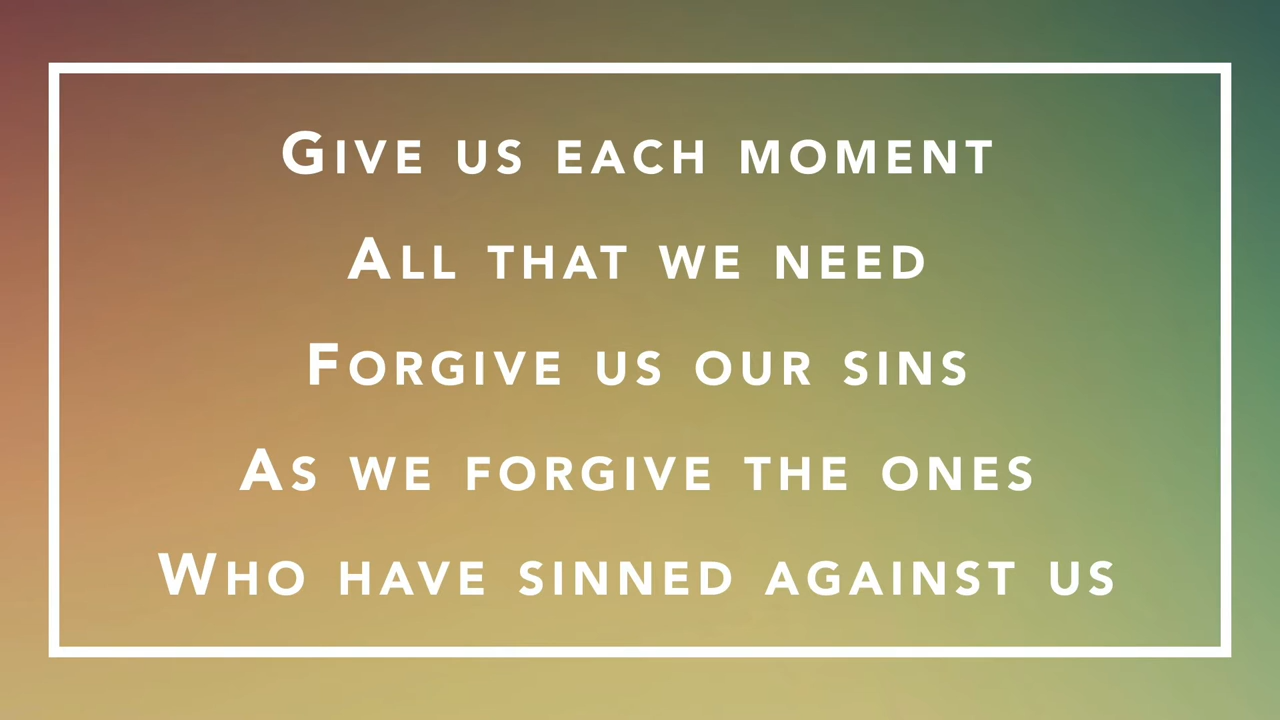 Give us each moment
All that we need
Forgive us our sins
As we forgive the ones
Who have sinned against us